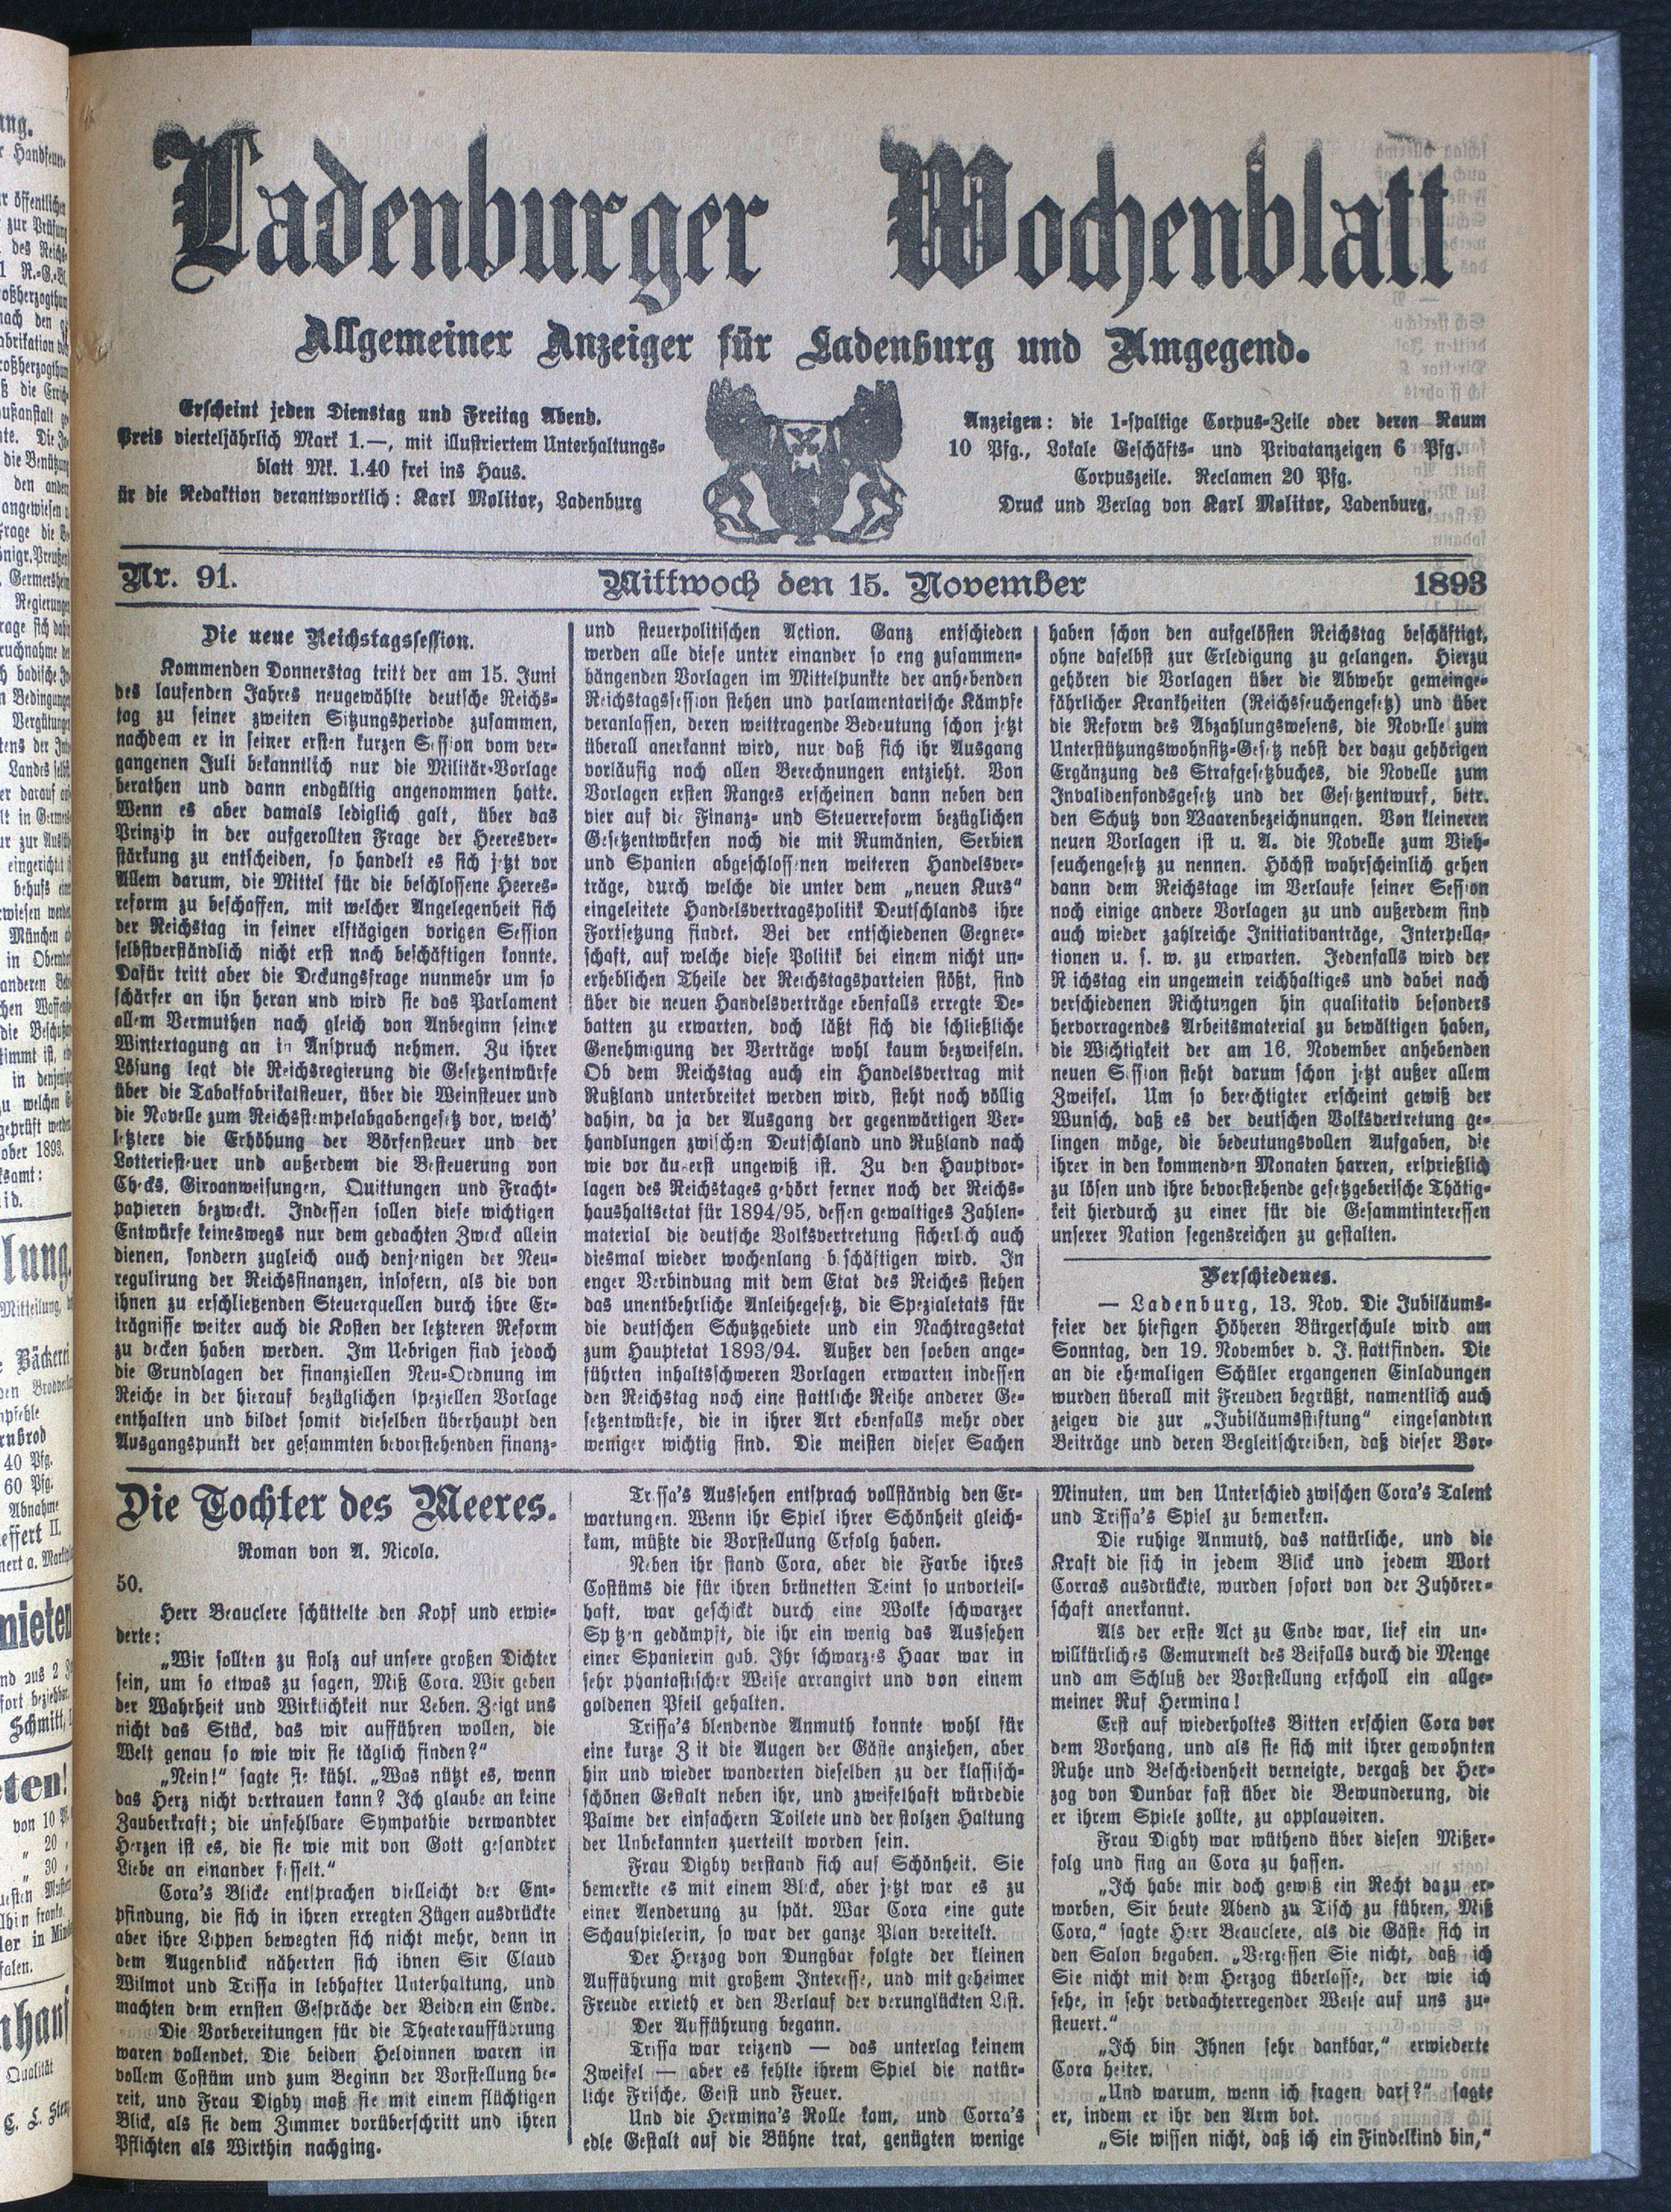 Ladenburger Wochenblatt
Allgemeiner Anzeiger für Ladenburg und Umgegend.
Erscheint jeden Dienstag und Freitag Abend.
Preis vierteljährlich Mark 1.—, mit illustriertem Unterhaltungs-
blatt Mk. 1.40 frei ins Haus.
ür die Redaktion verantwortlich: Karl Molitor, Ladenburg
Anzeigen: die 1-spaltige Corpus-Zeile oder deren Raum
10 Pfg., Lokale Geschäfts- und Privatanzeigen 6 Pfg.
Corpuszeile. Reclamen 20 Pfg.
Druck und Verlag von Karl Molitor, Ladenburg.
Nr. 91.
Mittwoch den 15. November
1893
Die neue Reichstagssession.
Kommenden Donnerstag tritt der am 15. Juni
des laufenden Jahres neugewählte deutsche Reichs-
tag zu seiner zweiten Sitzungsperiode zusammen,
nachdem er in seiner ersten kurzen Session vom ver-
gangenen Juli bekanntlich nur die Militär-Vorlage
berathen und dann endgültig angenommen hatte.
Wenn es aber damals lediglich galt, über das
Prinzip in der aufgerollten Frage der Heeresver-
stärkung zu entscheiden, so handelt es sich jetzt vor
Allem darum, die Mittel für die beschlossene Heeres-
reform zu beschaffen, mit welcher Angelegenheit sich
der Reichstag in seiner elftägigen vorigen Session
selbstverständlich nicht erst noch beschäftigen konnte.
Dafür tritt aber die Deckungsfrage nunmehr um so
schärfer an ihn heran und wird sie das Parlament
allem Vermuthen nach gleich von Anbeginn seiner
Wintertagung an in Anspruch nehmen. Zu ihrer
Lösung legt die Reichsregierung die Gesetzentwürfe
über die Tabakfabrikatsteuer, über die Weinsteuer und
die Novelle zum Reichsstempelabgabengesetz vor, welch'
letztere die Erhöhung der Börsensteuer und der
Lotteriesteuer und außerdem die Besteuerung von
Checks, Giroanweisungen, Quittungen und Fracht-
papieren bezweckt. Indessen sollen diese wichtigen
Entwürfe keineswegs nur dem gedachten Zweck allein
dienen, sondern zugleich auch denjenigen der Neu-
regulirung der Reichsfinanzen, insofern, als die von
ihnen zu erschließenden Steuerquellen durch ihre Er-
trägnisse weiter auch die Kosten der letzteren Reform
zu decken haben werden. Im Uebrigen sind jedoch
die Grundlagen der finanziellen Neu-Ordnung im
Reiche in der hierauf bezüglichen speziellen Vorlage
enthalten und bildet somit dieselben überhaupt den
Ausgangspunkt der gesammten bevorstehenden finanz-
und steuerpolitischen Action. Ganz entschieden
werden alle diese unter einander so eng zusammen-
hängenden Vorlagen im Mittelpunkte der anhebenden
Reichstagssession stehen und parlamentarische Kämpfe
veranlassen, deren weittragende Bedeutung schon jetzt
überall anerkannt wird, nur daß sich ihr Ausgang
vorläufig noch allen Berechnungen entzieht. Von
Vorlagen ersten Ranges erscheinen dann neben den
vier auf die Finanz- und Steuerreform bezüglichen
Gesetzentwürfen noch die mit Rumänien, Serbien
und Spanien abgeschlossenen weiteren Handelsver-
träge, durch welche die unter dem „neuen Kurs“
eingeleitete Handelsvertragspolitik Deutschlands ihre
Fortsetzung findet. Bei der entschiedenen Gegner-
schaft, auf welche diese Politik bei einem nicht un-
erheblichen Theile der Reichstagsparteien stößt, sind
über die neuen Handelsverträge ebenfalls erregte De-
batten zu erwarten, doch läßt sich die schließliche
Genehmigung der Verträge wohl kaum bezweifeln.
Ob dem Reichstag auch ein Handelsvertrag mit
Rußland unterbreitet werden wird, steht noch völlig
dahin, da ja der Ausgang der gegenwärtigen Ver-
handlungen zwischen Deutschland und Rußland nach
wie vor äußerst ungewiß ist. Zu den Hauptvor-
lagen des Reichstages gehört ferner noch der Reichs-
haushaltsetat für 1894/95, dessen gewaltiges Zahlen-
material die deutsche Volksvertretung sicherlich auch
diesmal wieder wochenlang beschäftigen wird. In
enger Verbindung mit dem Etat des Reiches stehen
das unentbehrliche Anleihegesetz, die Spezialetats für
die deutschen Schutzgebiete und ein Nachtragsetat
zum Hauptetat 1893/94. Außer den soeben ange-
führten inhaltsschweren Vorlagen erwarten indessen
den Reichstag noch eine stattliche Reihe anderer Ge-
setzentwürfe, die in ihrer Art ebenfalls mehr oder
weniger wichtig sind. Die meisten dieser Sachen
haben schon den aufgelösten Reichstag beschäftigt,
ohne daselbst zur Erledigung zu gelangen. Hierzu
gehören die Vorlagen über die Abwehr gemeinge-
fährlicher Krankheiten (Reichsseuchengesetz) und über
die Reform des Abzahlungswesens, die Novelle zum
Unterstützungswohnsitz-Gesetz nebst der dazu gehörigen
Ergänzung des Strafgesetzbuches, die Novelle zum
Invalidenfondsgesetz und der Gesetzentwurf, betr.
den Schutz von Waarenbezeichnungen. Von kleineren
neuen Vorlagen ist u. A. die Novelle zum Vieh-
seuchengesetz zu nennen. Höchst wahrscheinlich gehen
dann dem Reichstage im Verlaufe seiner Session
noch einige andere Vorlagen zu und außerdem sind
auch wieder zahlreiche Initiativanträge, Interpella-
tionen u. s. w. zu erwarten. Jedenfalls wird der
Reichstag ein ungemein reichhaltiges und dabei nach
verschiedenen Richtungen hin qualitativ besonders
hervorragendes Arbeitsmaterial zu bewältigen haben,
die Wichtigkeit der am 16. November anhebenden
neuen Session steht darum schon jetzt außer allem
Zweifel. Um so berechtigter erscheint gewiß der
Wunsch, daß es der deutschen Volksvertretung ge-
lingen möge, die bedeutungsvollen Aufgaben, die
ihrer in den kommenden Monaten harren, ersprießlich
zu lösen und ihre bevorstehende gesetzgeberische Thätig-
keit hierdurch zu einer für die Gesammtinteressen
unserer Nation segensreichen zu gestalten.
Verschiedenes.
— Ladenburg, 13. Nov. Die Jubiläums-
feier der hiesigen Höheren Bürgerschule wird am
Sonntag, den 19. November d. J. stattfinden. Die
an die ehemaligen Schüler ergangenen Einladungen
wurden überall mit Freuden begrüßt, namentlich auch
zeigen die zur „Jubiläumsstiftung“ eingesandten
Beiträge und deren Begleitschreiben, daß dieser Vor-
Die Tochter des Meeres.
Roman von A. Nicola.
50.
Herr Beauclere schüttelte den Kopf und erwie-
derte:
„Wir sollten zu stolz auf unsere großen Dichter
sein, um so etwas zu sagen, Miß Cora. Wir geben
der Wahrheit und Wirklichkeit nur Leben. Zeigt uns
nicht das Stück, das wir aufführen wollen, die
Welt genau so wie wir sie täglich finden?“
„Nein!“ sagte sie kühl. „Was nützt es, wenn
das Herz nicht vertrauen kann? Ich glaube an keine
Zauberkraft; die unfehlbare Sympathie verwandter
Herzen ist es, die sie wie mit von Gott gesandter
Liebe an einander fesselt.“
Cora's Blicke entsprachen vielleicht der Em-
pfindung, die sich in ihren erregten Zügen ausdrückte
aber ihre Lippen bewegten sich nicht mehr, denn in
dem Augenblick näherten sich ihnen Sir Claud
Wilmot und Trissa in lebhafter Unterhaltung, und
machten dem ernsten Gespräche der Beiden ein Ende.
Die Vorbereitungen für die Theateraufführung
waren vollendet. Die beiden Heldinnen waren in
vollem Costüm und zum Beginn der Vorstellung be-
reit, und Frau Digby maß sie mit einem flüchtigen
Blick, als sie dem Zimmer vorüberschritt und ihren
Pflichten als Wirthin nachging.
Trissa's Aussehen entsprach vollständig den Er-
wartungen. Wenn ihr Spiel ihrer Schönheit gleich-
kam, müßte die Vorstellung Erfolg haben.
Neben ihr stand Cora, aber die Farbe ihres
Costüms die für ihren brünetten Teint so unvorteil-
haft, war geschickt durch eine Wolke schwarzer
Spitzen gedämpft, die ihr ein wenig das Aussehen
einer Spanierin gab. Ihr schwarzes Haar war in
sehr phantastischer Weise arrangirt und von einem
goldenen Pfeil gehalten.
Trissa's blendende Anmuth konnte wohl für
eine kurze Zeit die Augen der Gäste anziehen, aber
hin und wieder wanderten dieselben zu der klassisch-
schönen Gestalt neben ihr, und zweifelhaft würdedie
Palme der einfachern Toilete und der stolzen Haltung
der Unbekannten zuerteilt worden sein.
Frau Digby verstand sich auf Schönheit. Sie
bemerkte es mit einem Blick, aber jetzt war es zu
einer Aenderung zu spät. War Cora eine gute
Schauspielerin, so war der ganze Plan vereitelt.
Der Herzog von Dungbar folgte der kleinen
Aufführung mit großem Interesse, und mit geheimer
Freude errieth er den Verlauf der verunglückten List.
Der Aufführung begann.
Trissa war reizend — das unterlag keinem
Zweifel — aber es fehlte ihrem Spiel die natür-
liche Frische, Geist und Feuer.
Und die Hermina's Rolle kam, und Corra's
edle Gestalt auf die Bühne trat, genügten wenige
Minuten, um den Unterschied zwischen Cora's Talent
und Trissa's Spiel zu bemerken.
Die ruhige Anmuth, das natürliche, und die
Kraft die sich in jedem Blick und jedem Wort
Corras ausdrückte, wurden sofort von der Zuhörer-
schaft anerkannt.
Als der erste Act zu Ende war, lief ein un-
willkürliches Gemurmelt des Beifalls durch die Menge
und am Schluß der Vorstellung erscholl ein allge-
meiner Ruf Hermina!
Erst auf wiederholtes Bitten erschien Cora vor
dem Vorhang, und als sie sich mit ihrer gewohnten
Ruhe und Bescheidenheit verneigte, vergaß der Her-
zog von Dunbar fast über die Bewunderung, die
er ihrem Spiele zollte, zu applaudiren.
Frau Digby war wüthend über diesen Mißer-
folg und fing an Cora zu hassen.
„Ich habe mir doch gewiß ein Recht dazu er-
worben, Sir heute Abend zu Tisch zu führen, Miß
Cora,“ sagte Herr Beauclere, als die Gäste sich in
den Salon begaben. „Vergessen Sie nicht, daß ich
Sie nicht mit dem Herzog überlasse, der wie ich
sehe, in sehr verdachterregender Weise auf uns zu-
steuert.“
„Ich bin Ihnen sehr dankbar,“ erwiederte
Cora heiter.
„Und warum, wenn ich fragen darf?“ sagte
er, indem er ihr den Arm bot.
„Sie wissen nicht, daß ich ein Findelkind bin,“